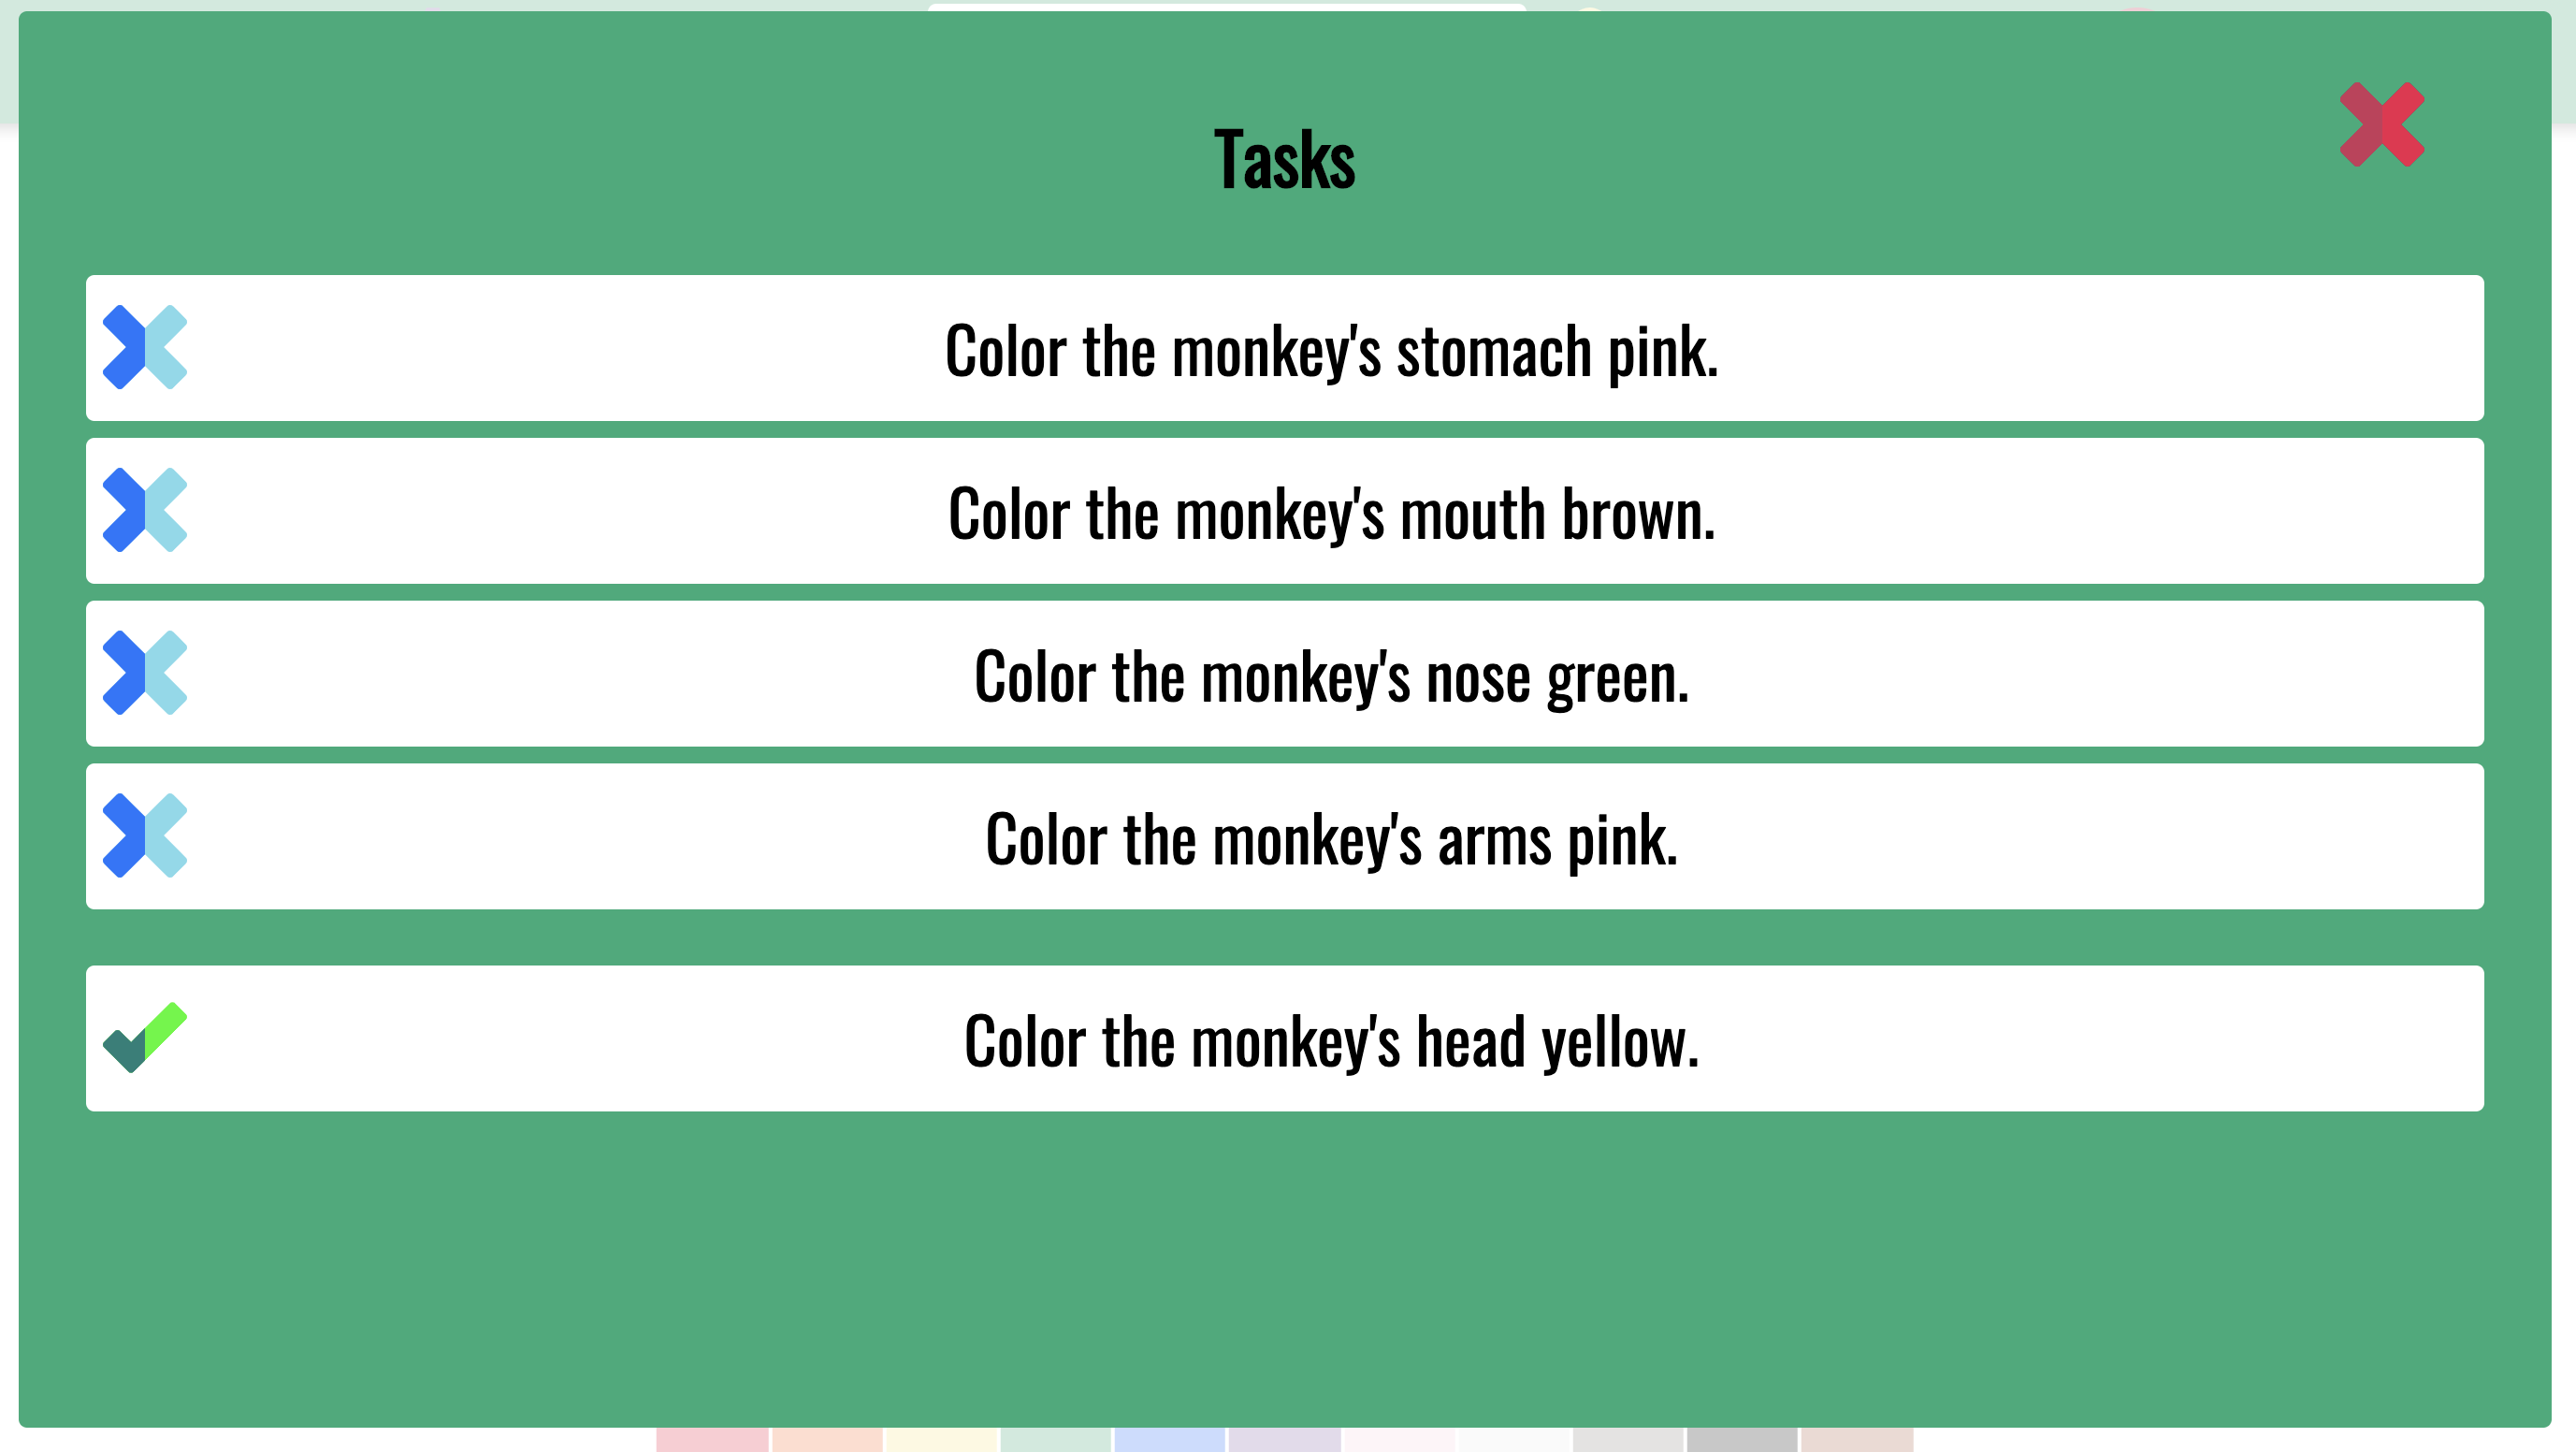 Tasks
Color the monkey's stomach pink.
Color the monkey's mouth brown.
Color the monkey's nose green.
Color the monkey's arms pink.
Color the monkey's head yellow.